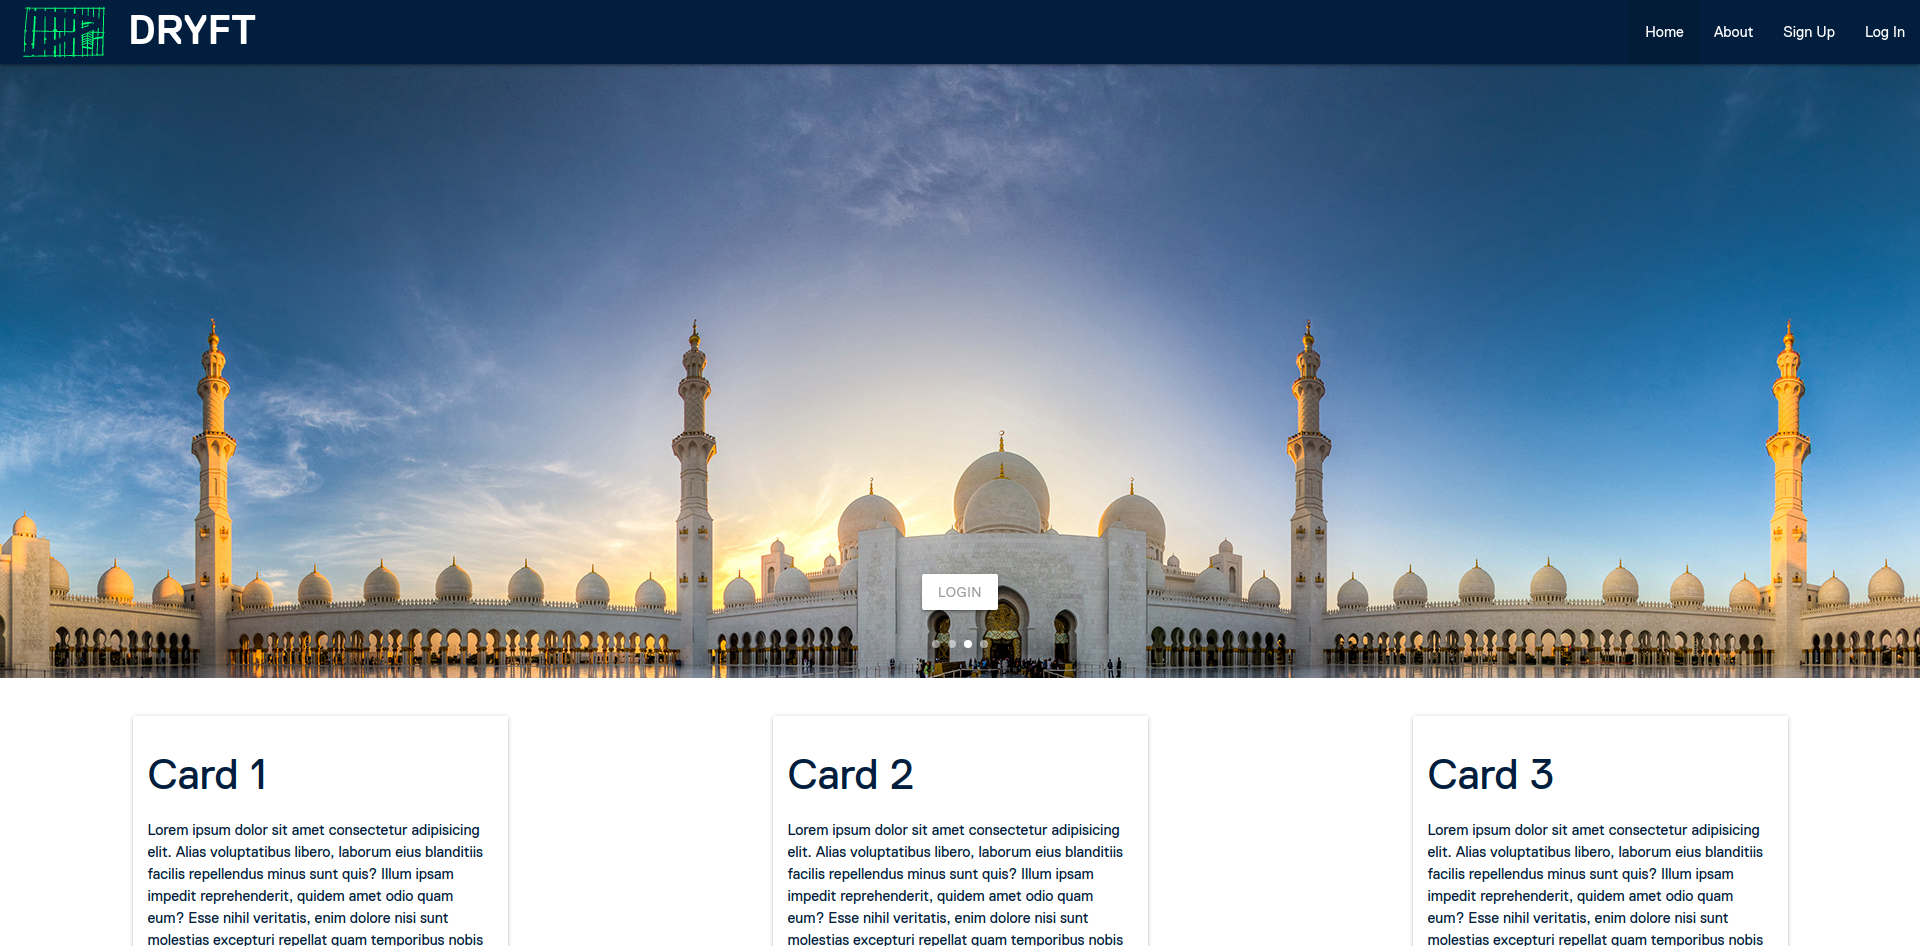 DRYFT
Home
About
Sign Up
Log In
LOGIN
Card 1
Lorem ipsum dolor sit amet consectetur adipisicing
elit. Alias voluptatibus libero, laborum eius blanditiis
facilis repellendus minus sunt quis? Illum ipsam
impedit reprehenderit, quidem amet odio quam
eum? Esse nihil veritatis, enim dolore nisi sunt
molestias excepturi repellat quam temporibus nobis
Card 2
Lorem ipsum dolor sit amet consectetur adipisicing
elit. Alias voluptatibus libero, laborum eius blanditiis
facilis repellendus minus sunt quis? Illum ipsam
impedit reprehenderit, quidem amet odio quam
eum? Esse nihil veritatis, enim dolore nisi sunt
molestias excepturi repellat quam temporibus nobis
Card 3
Lorem ipsum dolor sit amet consectetur adipisicing
elit. Alias voluptatibus libero, laborum eius blanditiis
facilis repellendus minus sunt quis? Illum ipsam
impedit reprehenderit, quidem amet odio quam
eum? Esse nihil veritatis, enim dolore nisi sunt
molestias excepturi repellat quam temporibus nobis